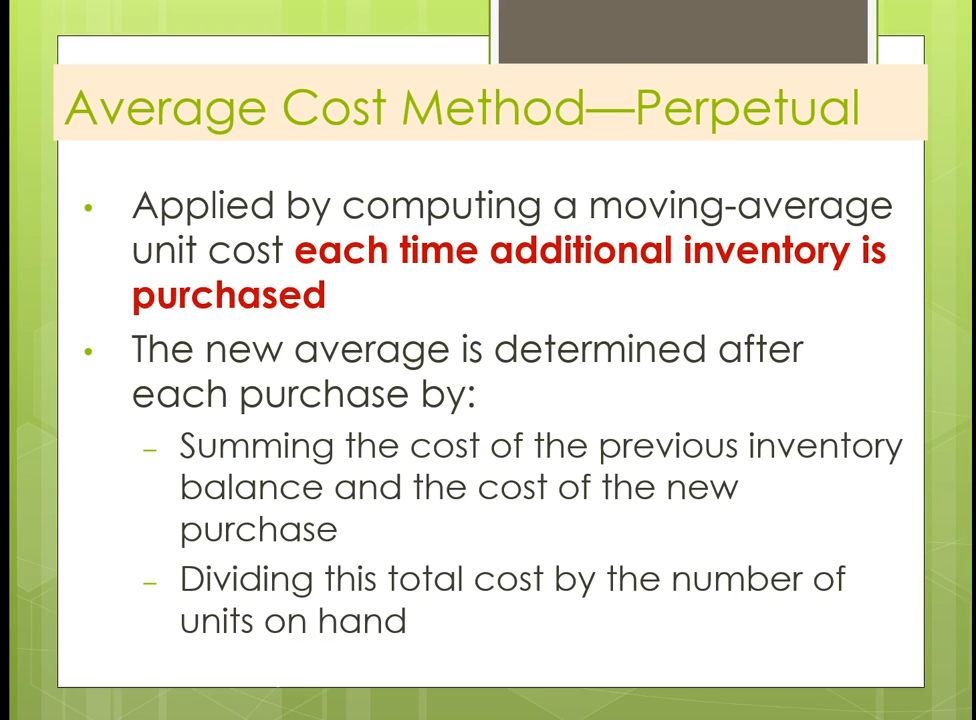 Average Cost Method—Perpetual
• Applied by computing a moving-average
unit cost each time additional inventory is
purchased
• The new average is determined after
each purchase by:
– Summing the cost of the previous inventory
balance and the cost of the new
purchase
– Dividing this total cost by the number of
units on hand